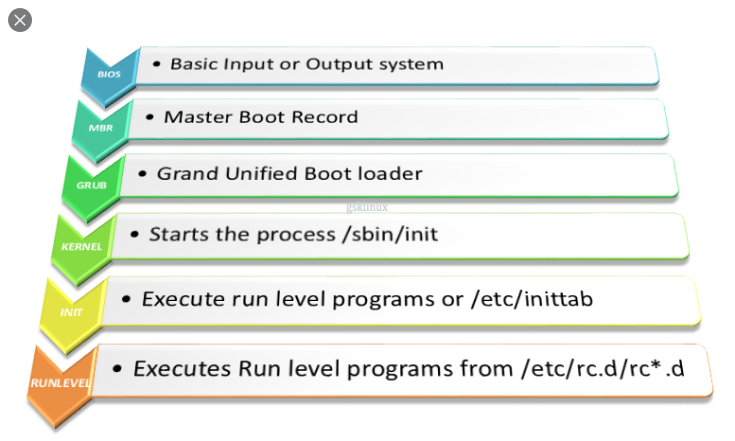 BIOS
• Basic Input or Output system
MBR
• Master Boot Record
GRUB
• Grand Unified Boot loader
gsklinux
KERNEL
• Starts the process /sbin/init
INIT
• Execute run level programs or /etc/inittab
RUNLEVEL
• Executes Run level programs from /etc/rc.d/rc*.d